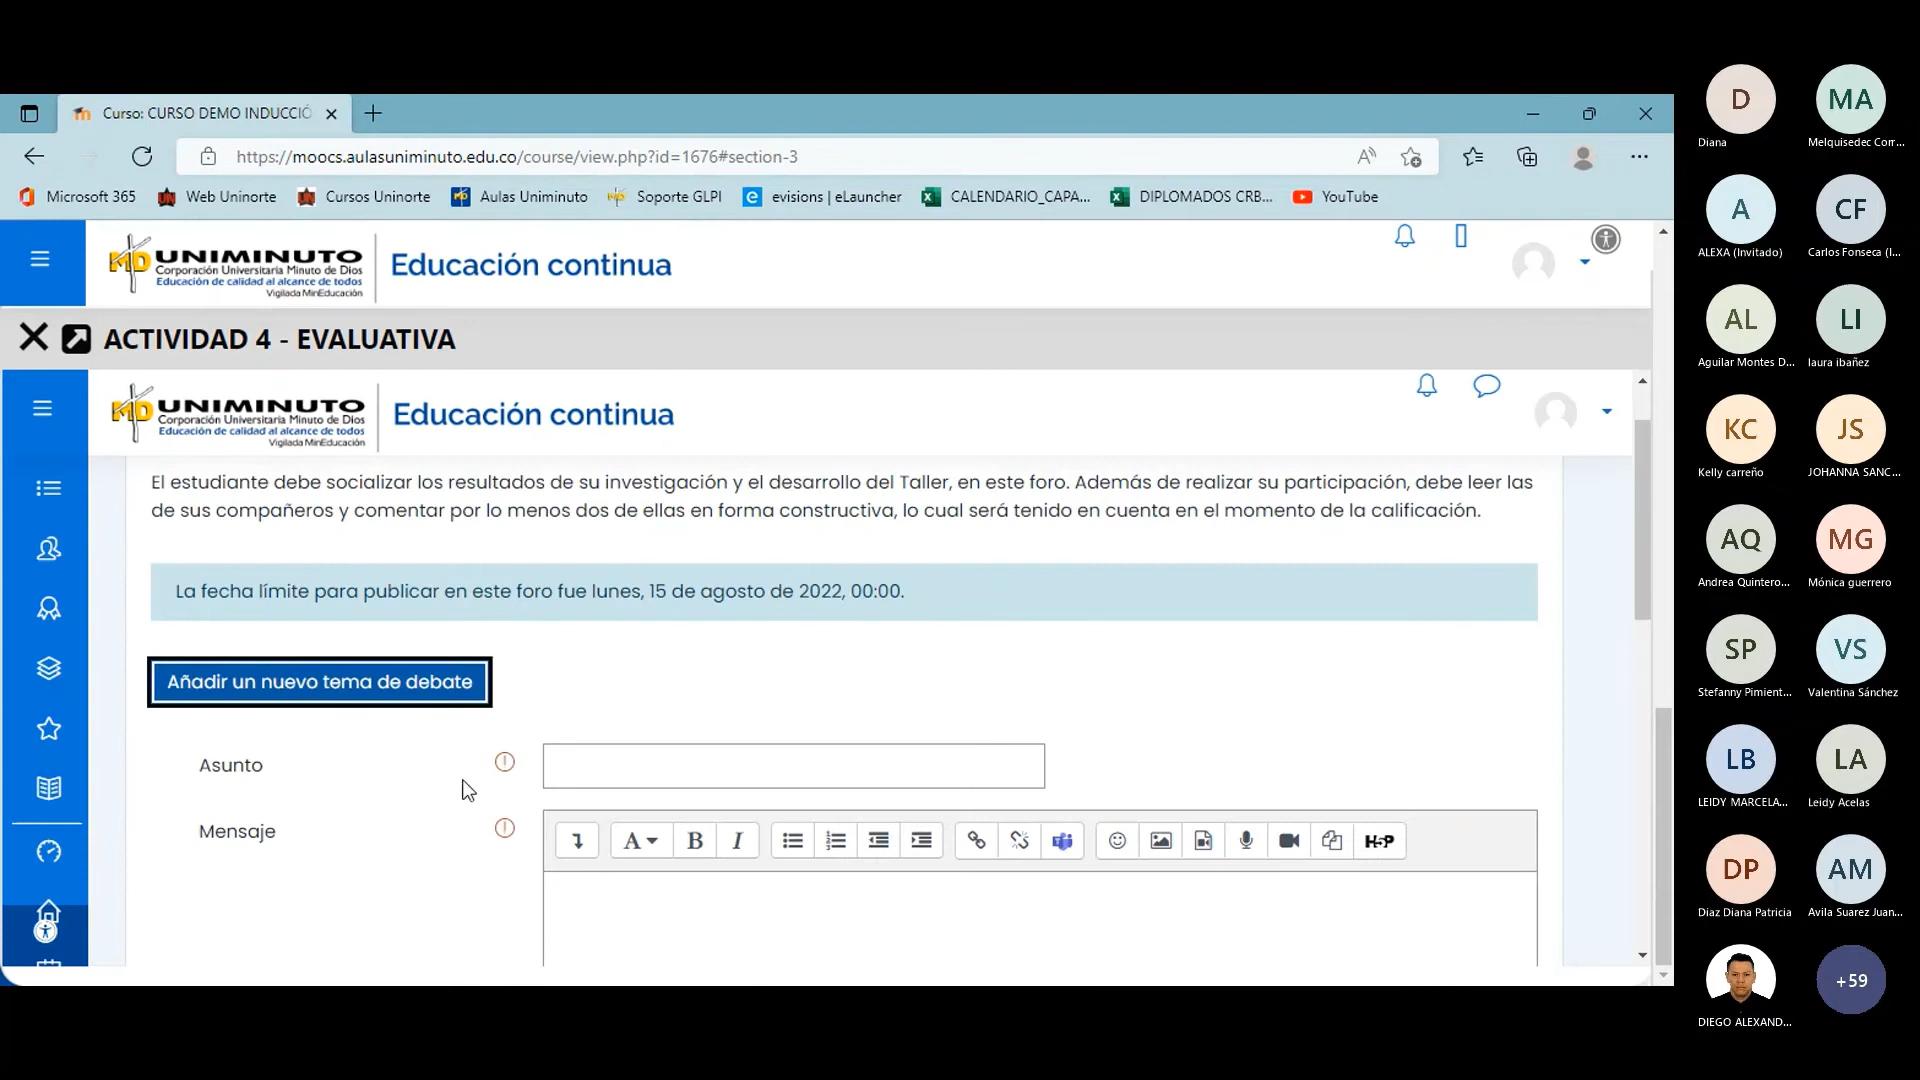 Curso: CURSO DEMO INDUCCIÓ
https://moocs.aulasuniminuto.edu.co/course/view.php?id=1676#section-3
Microsoft 365 Web Uninorte Cursos Uninorte Aulas Uniminuto Soporte GLPI evisions | eLauncher CALENDARIO_CAPA... DIPLOMADOS CRB... YouTube
UNIMINUTO
Corporación Universitaria Minuto de Dios
Educación de calidad al alcance de todos
Vigilada MinEducación
Educación continua
ACTIVIDAD 4 - EVALUATIVA
UNIMINUTO
Corporación Universitaria Minuto de Dios
Educación de calidad al alcance de todos
Vigilada MinEducación
Educación continua
El estudiante debe socializar los resultados de su investigación y el desarrollo del Taller, en este foro. Además de realizar su participación, debe leer las
de sus compañeros y comentar por lo menos dos de ellas en forma constructiva, lo cual será tenido en cuenta en el momento de la calificación.
La fecha límite para publicar en este foro fue lunes, 15 de agosto de 2022, 00:00.
Añadir un nuevo tema de debate
Asunto
Mensaje
A B I H-P
D MA
Diana Melquisedec Corr...
A CF
ALEXA (Invitado) Carlos Fonseca (I...
AL LI
Aguilar Montes D... laura ibañez
KC JS
Kelly carreño JOHANNA SANC...
AQ MG
Andrea Quintero... Mónica guerrero
SP VS
Stefanny Pimient... Valentina Sánchez
LB LA
LEIDY MARCELA... Leidy Acelas
DP AM
Diaz Diana Patricia Avila Suarez Juan...
+59
DIEGO ALEXAND...